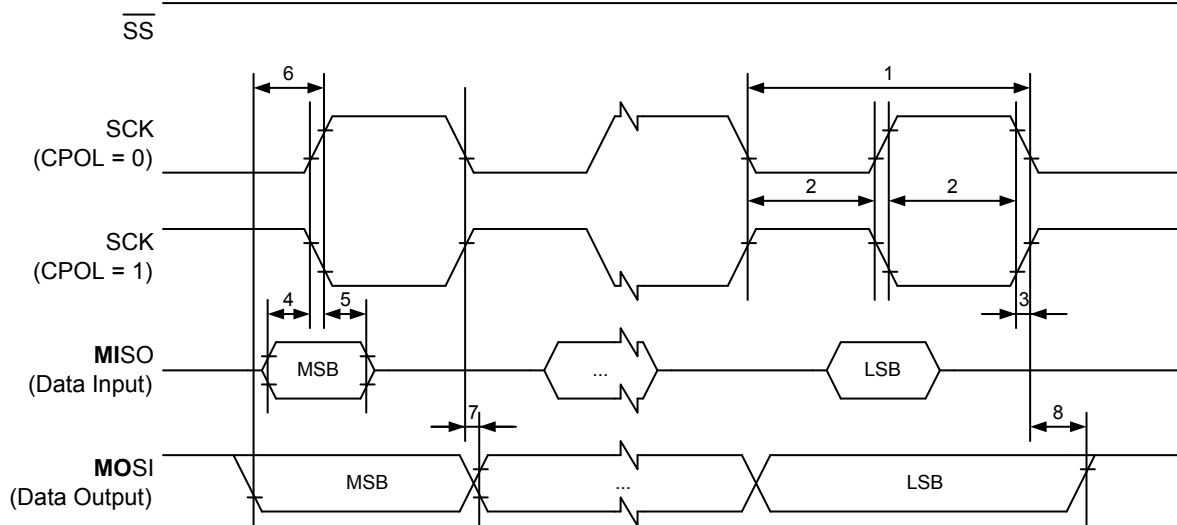 SS
6
1
SCK
(CPOL = 0)
2
2
SCK
(CPOL = 1)
4
5
3
MISO
(Data Input)
MSB
...
LSB
7
8
MOSI
(Data Output)
MSB
...
LSB